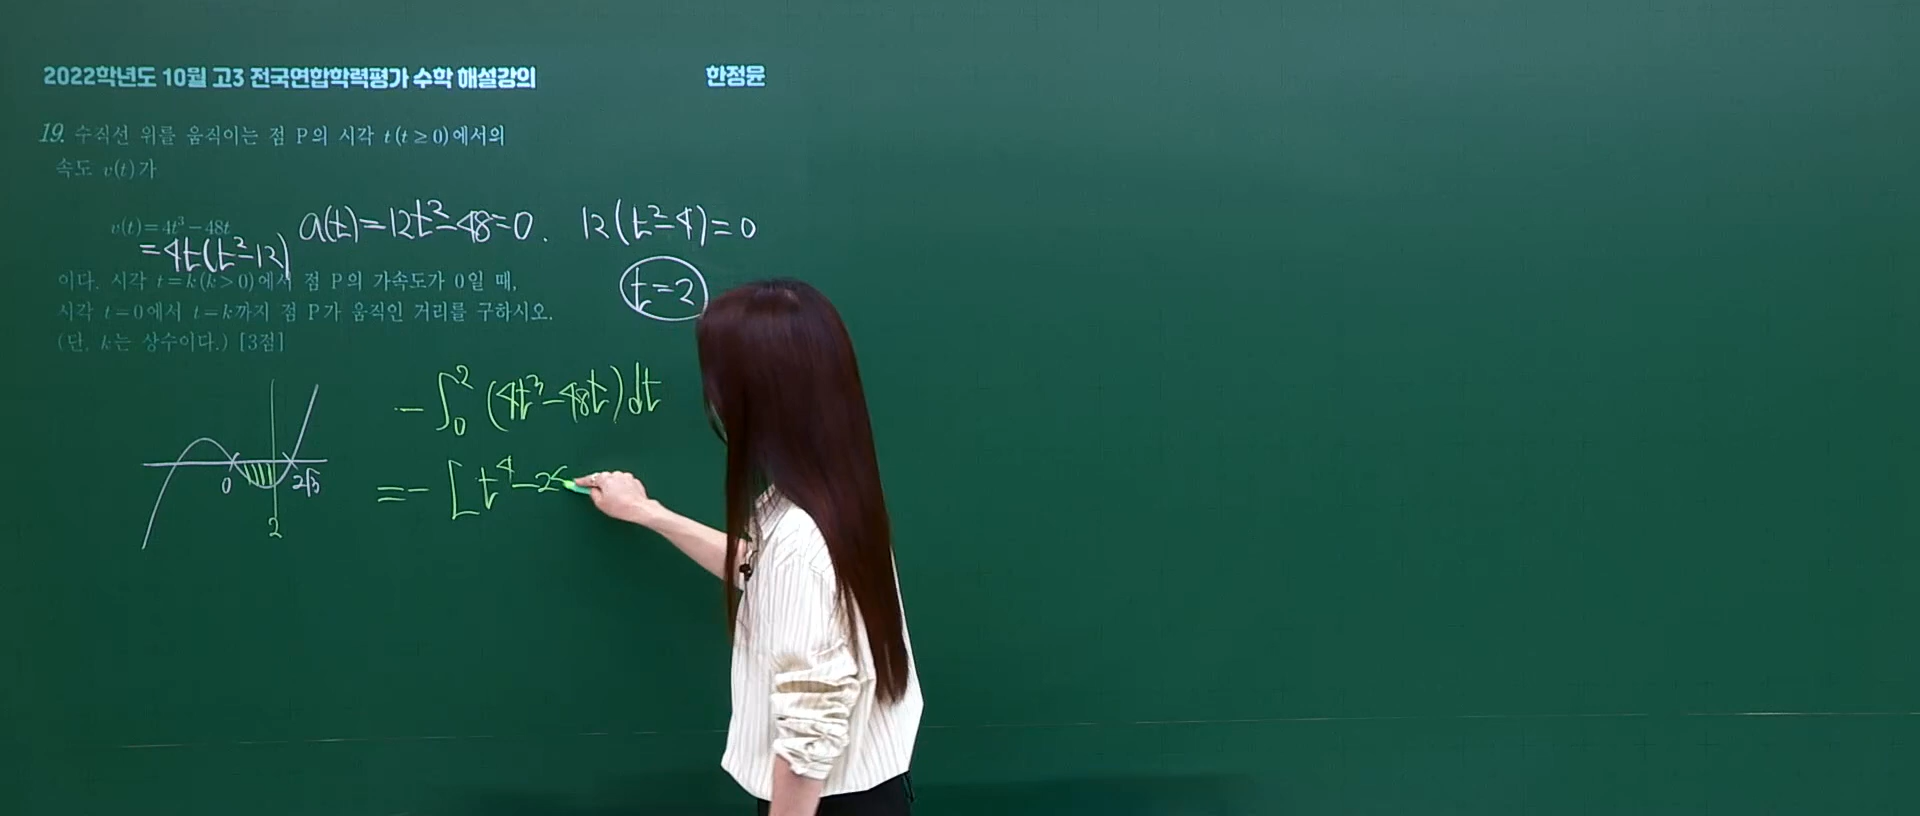 2022학년도 10월 고3 전국연합학력평가 수학 해설강의 한정윤
19. 수직선 위를 움직이는 점 P의 시각 t(t≥0)에서의
속도 v(t)가
v(t)=4t³-48t
=4t(t²-12)
a(t)=12t²-48=0. 12(t²-4)=0
t=2
이다. 시각 t=k(k>0)에서 점 P의 가속도가 0일 때,
시각 t=0에서 t=k까지 점 P가 움직인 거리를 구하시오.
(단, k는 상수이다.) [3점]
-∫₀²(4t³-48t)dt
=-[t⁴-2
0 2√3
2